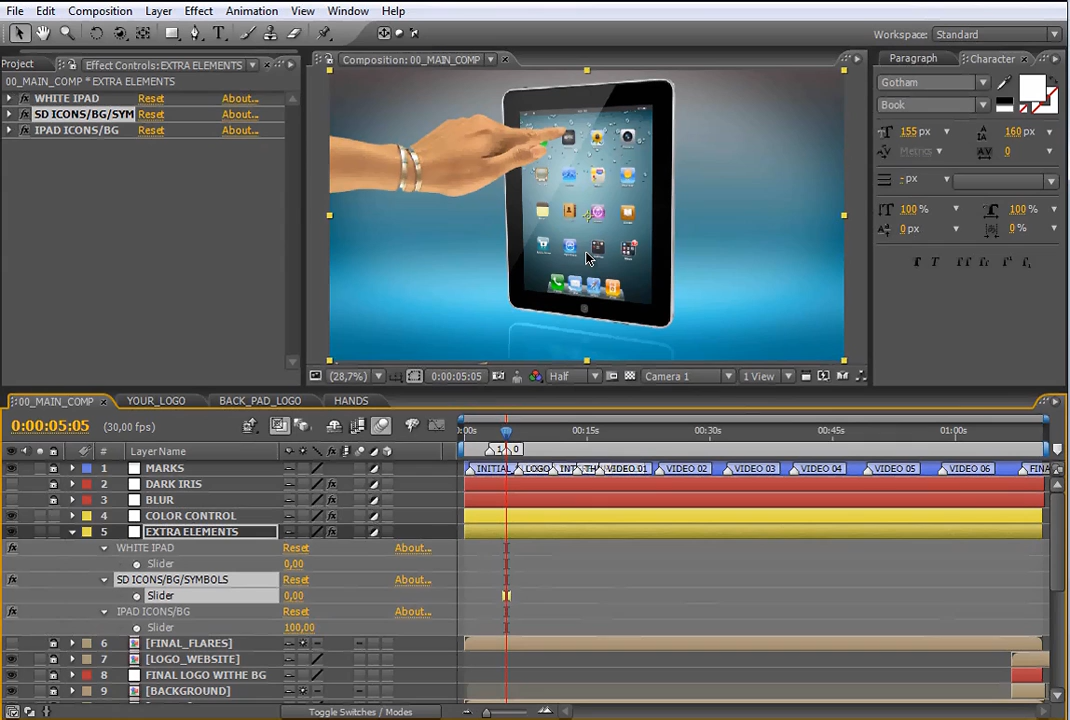 File Edit Composition Layer Effect Animation View Window Help
Workspace: Standard
Project Effect Controls: EXTRA ELEMENTS
00_MAIN_COMP * EXTRA ELEMENTS
fx WHITE IPAD Reset About...
fx SD ICONS/BG/SYM Reset About...
fx IPAD ICONS/BG Reset About...
Composition: 00_MAIN_COMP
Paragraph Character
Gotham
Book
155 px 160 px
Metrics 0
- px
100 % 100 %
0 px 0 %
(28,7%) 0:00:05:05 Half Camera 1 1 View
00_MAIN_COMP YOUR_LOGO BACK_PAD_LOGO HANDS
0:00:05:05 (30,00 fps)
00s 00:15s 00:30s 00:45s 01:00s
# Layer Name
1 MARKS INITIAL LOGO INT TH VIDEO 01 VIDEO 02 VIDEO 03 VIDEO 04 VIDEO 05 VIDEO 06 FINA
2 DARK IRIS
3 BLUR
4 COLOR CONTROL
5 EXTRA ELEMENTS
WHITE IPAD Reset About...
Slider 0,00
SD ICONS/BG/SYMBOLS Reset About...
Slider 0,00
IPAD ICONS/BG Reset About...
Slider 100,00
6 [FINAL_FLARES]
7 [LOGO_WEBSITE]
8 FINAL LOGO WITHE BG
9 [BACKGROUND]
Toggle Switches / Modes